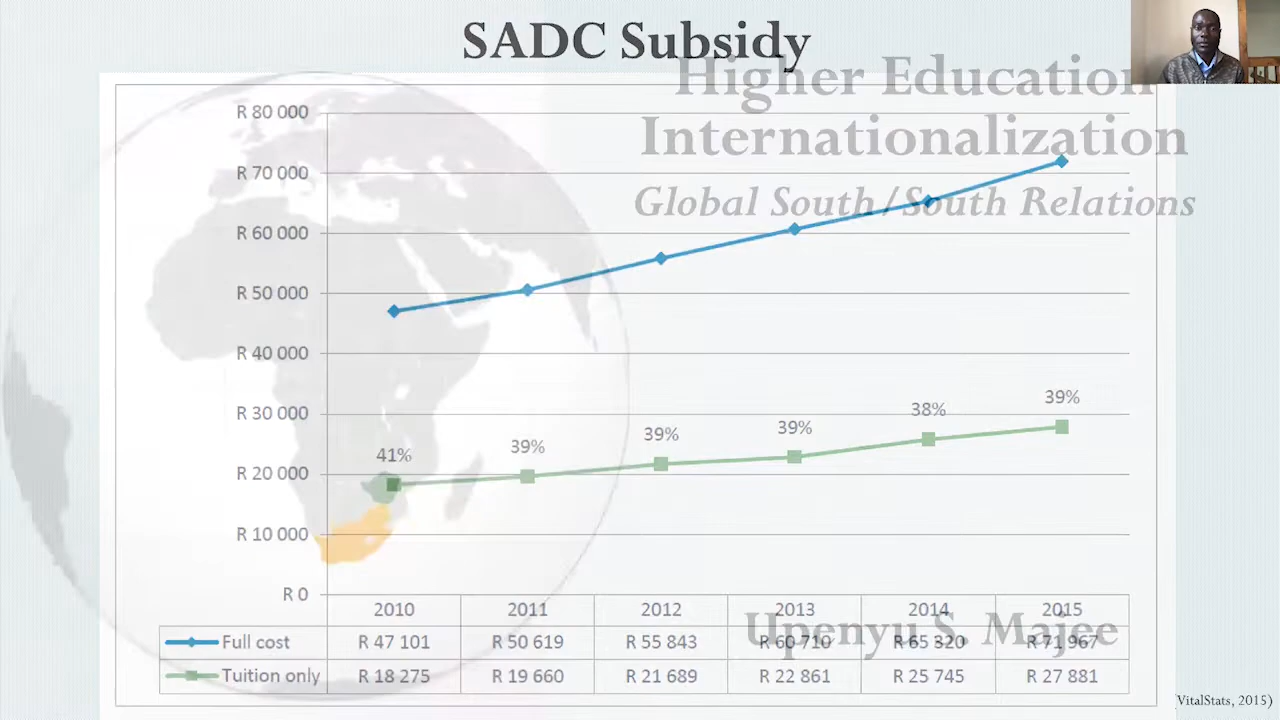 SADC Subsidy
Higher Education
Internationalization
Global South/South Relations
R 80 000
R 70 000
R 60 000
R 50 000
R 40 000
R 30 000
R 20 000
R 10 000
R 0
41% 39% 39% 39% 38% 39%
2010 2011 2012 2013 2014 2015
Full cost R 47 101 R 50 619 R 55 843 R 60 710 R 65 320 R 71 967
Tuition only R 18 275 R 19 660 R 21 689 R 22 861 R 25 745 R 27 881
Upenyu S. Majee
(VitalStats, 2015)